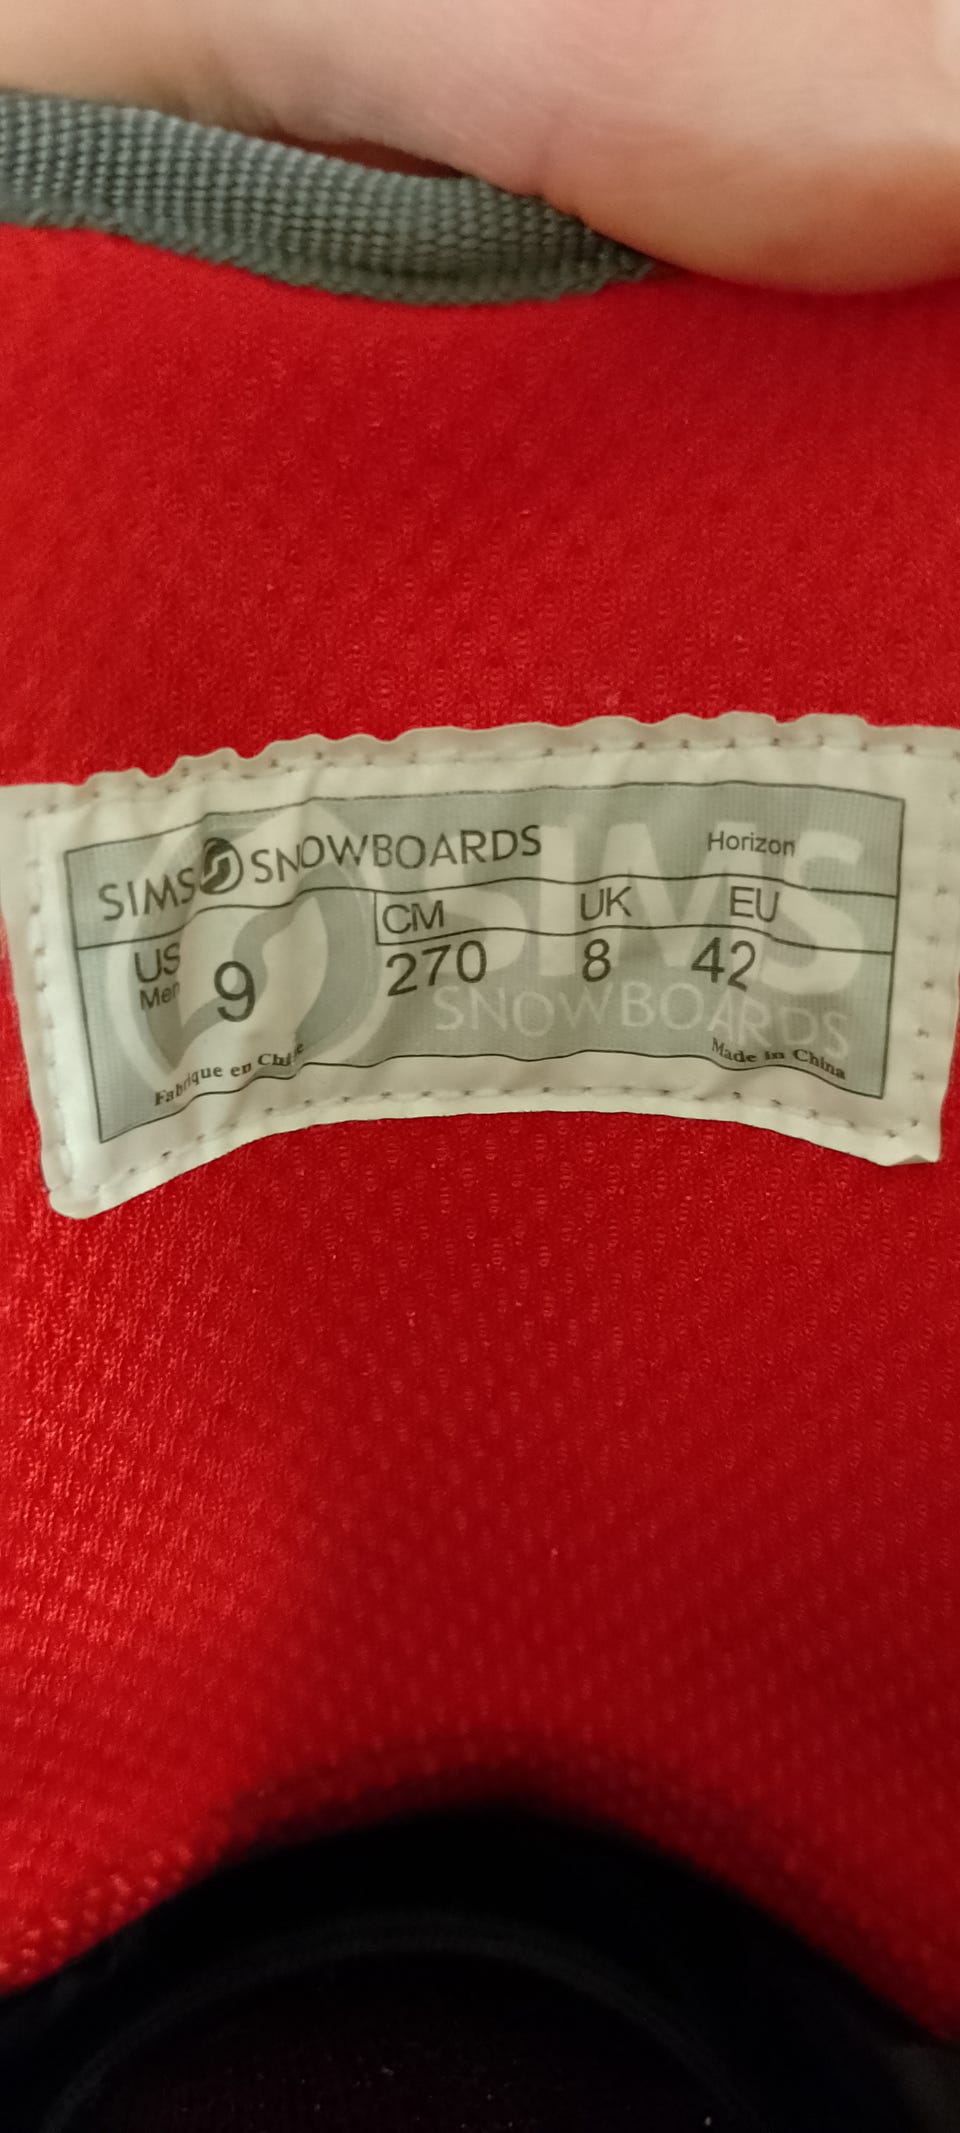 SIMS SNOWBOARDS Horizon
CM UK EU
US Men 9 270 8 42
SIMS
SNOWBOARDS
Fabrique en Chine Made in China